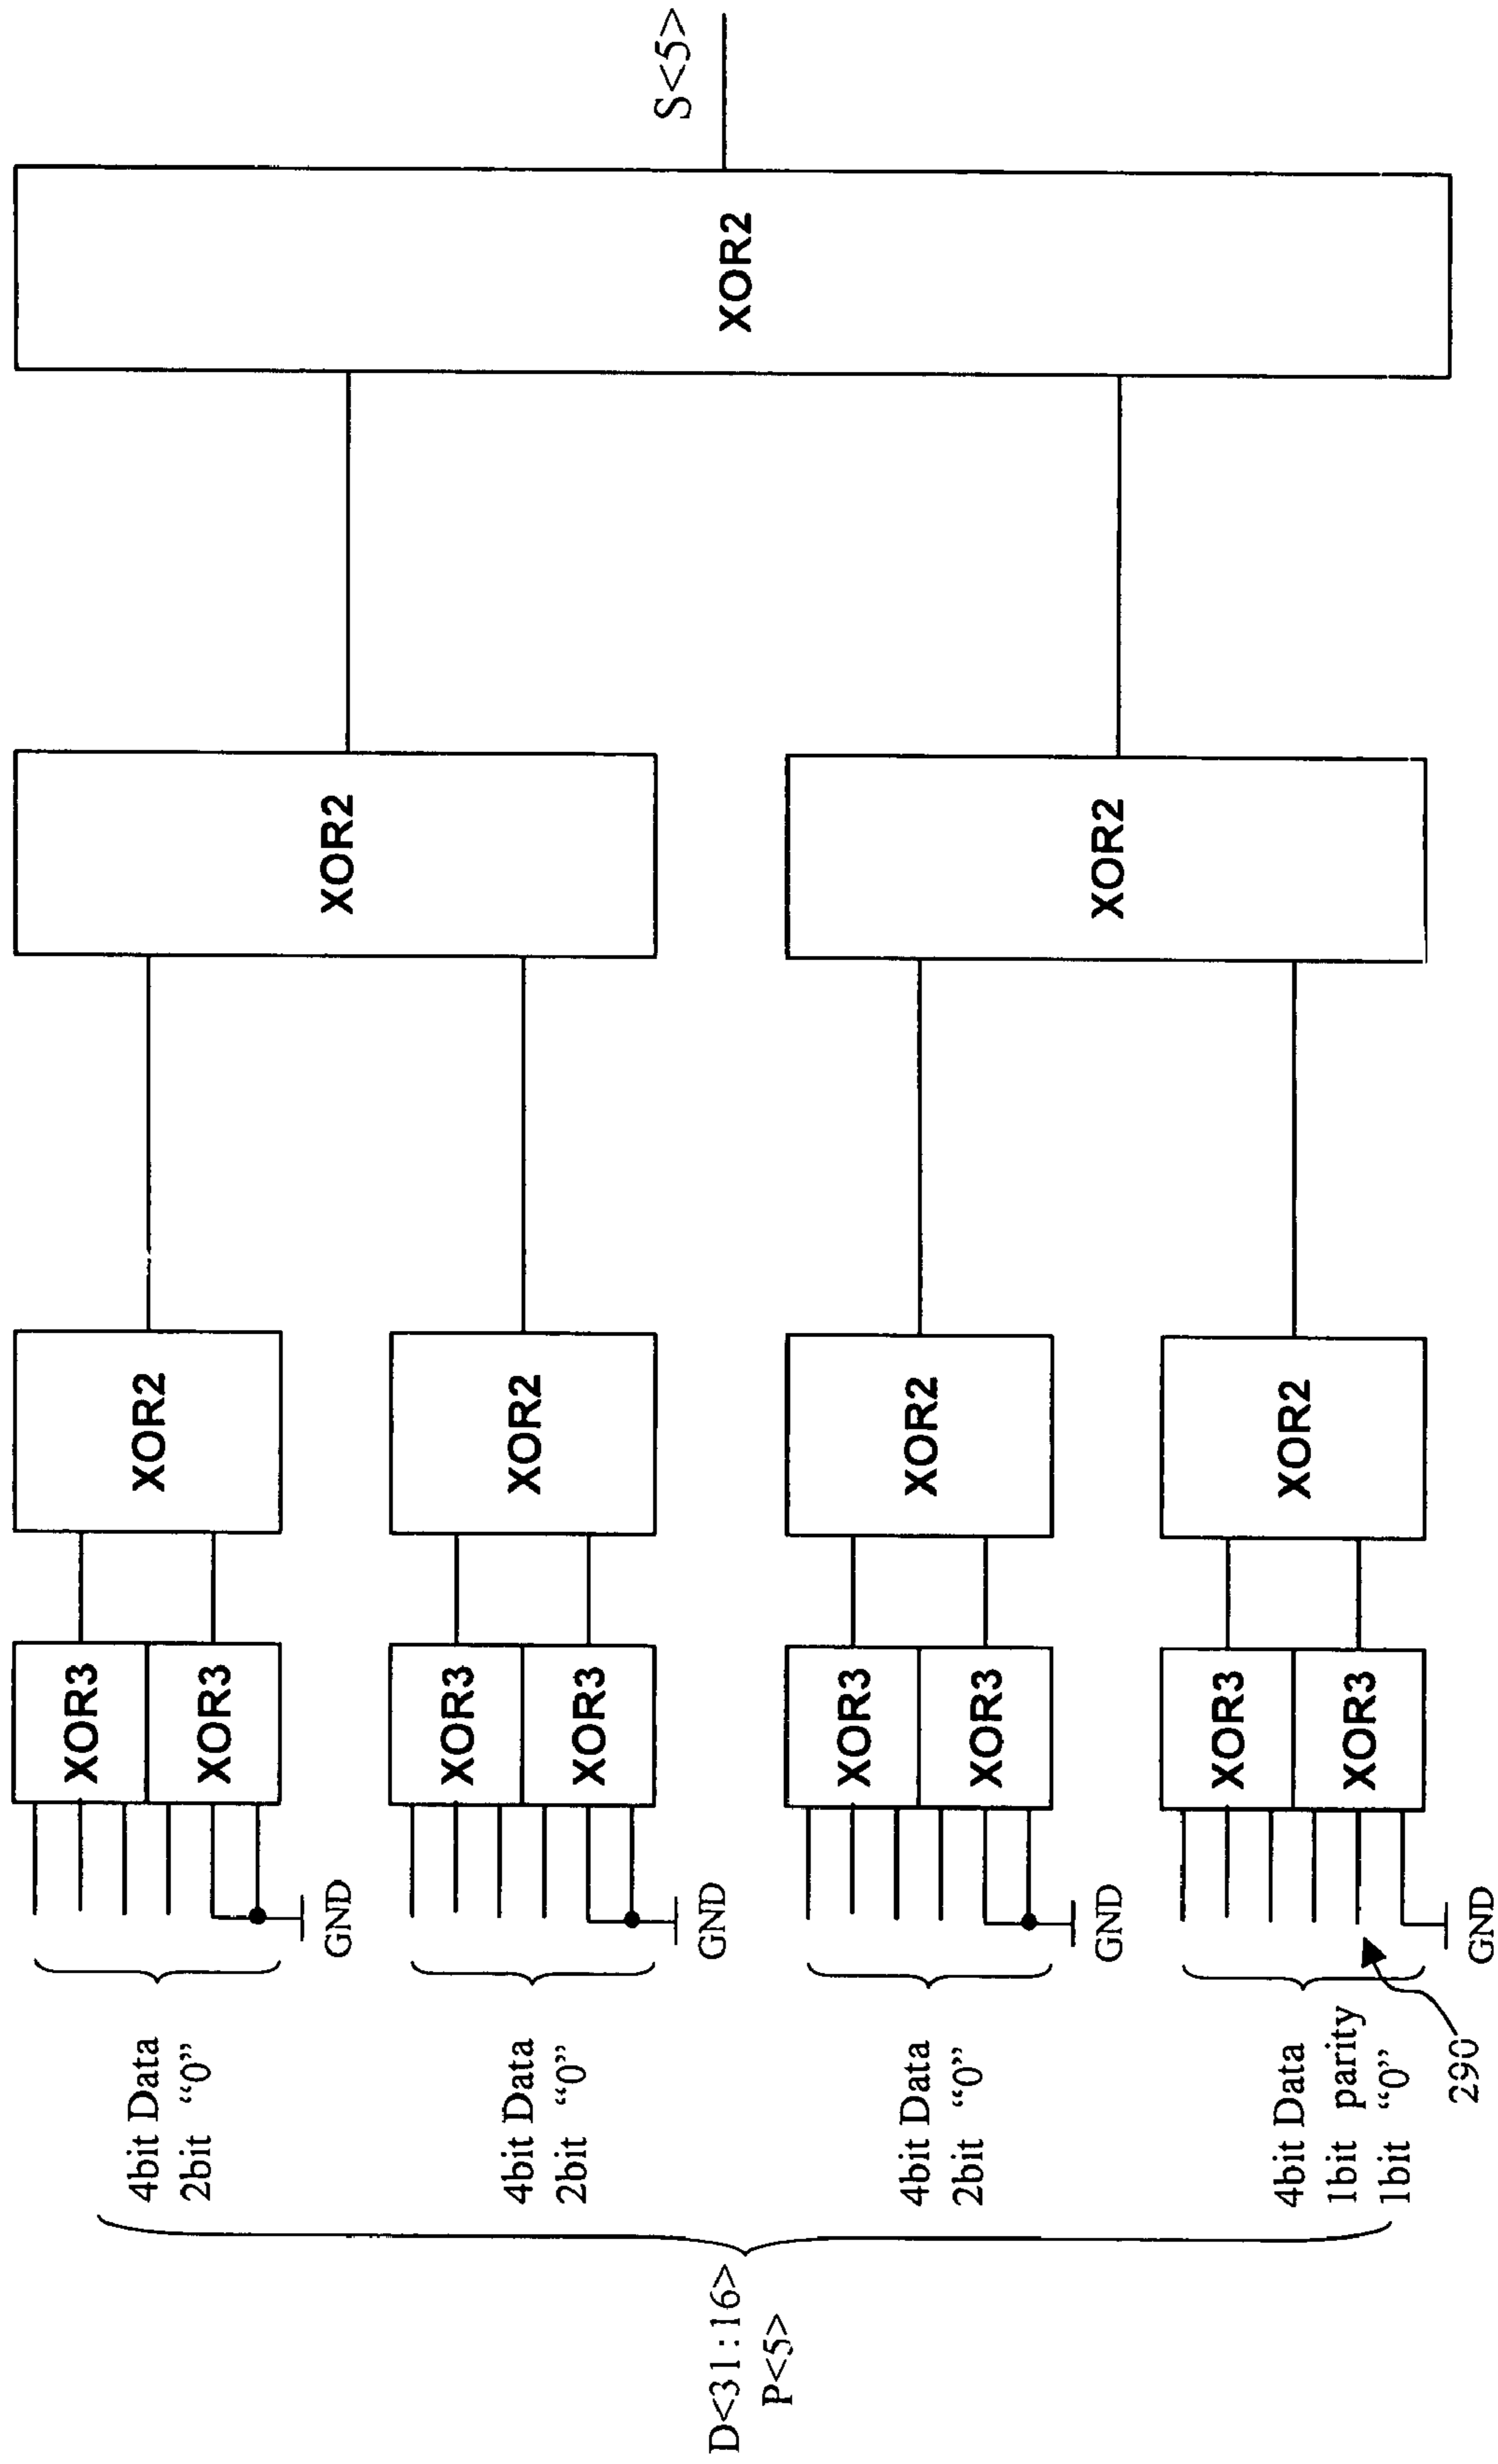 D<31:16>
P<5>
4bit Data
2bit "0"
GND
XOR3
XOR3
XOR2
4bit Data
2bit "0"
GND
XOR3
XOR3
XOR2
XOR2
4bit Data
2bit "0"
GND
XOR3
XOR3
XOR2
4bit Data
1bit parity
1bit "0"
290
GND
XOR3
XOR3
XOR2
XOR2
XOR2
S<5>